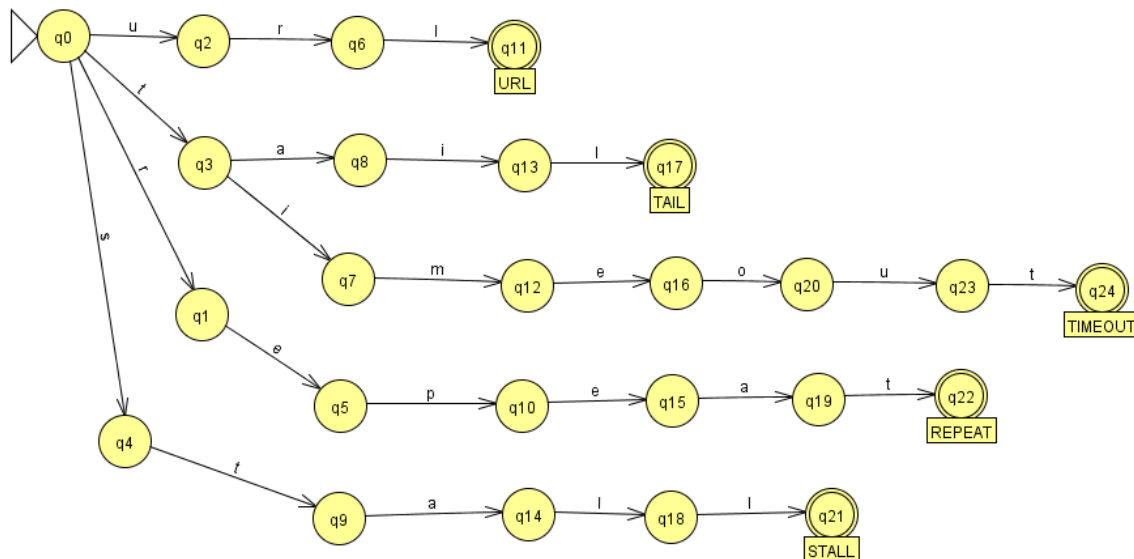 q0 u q2 r q6 l q11
URL
t
q3 a q8 i q13 l q17
TAIL
r
i
s
q7 m q12 e q16 o q20 u q23 t q24
TIMEOUT
q1
e
q5 p q10 e q15 a q19 t q22
REPEAT
q4
t
q9 a q14 l q18 l q21
STALL